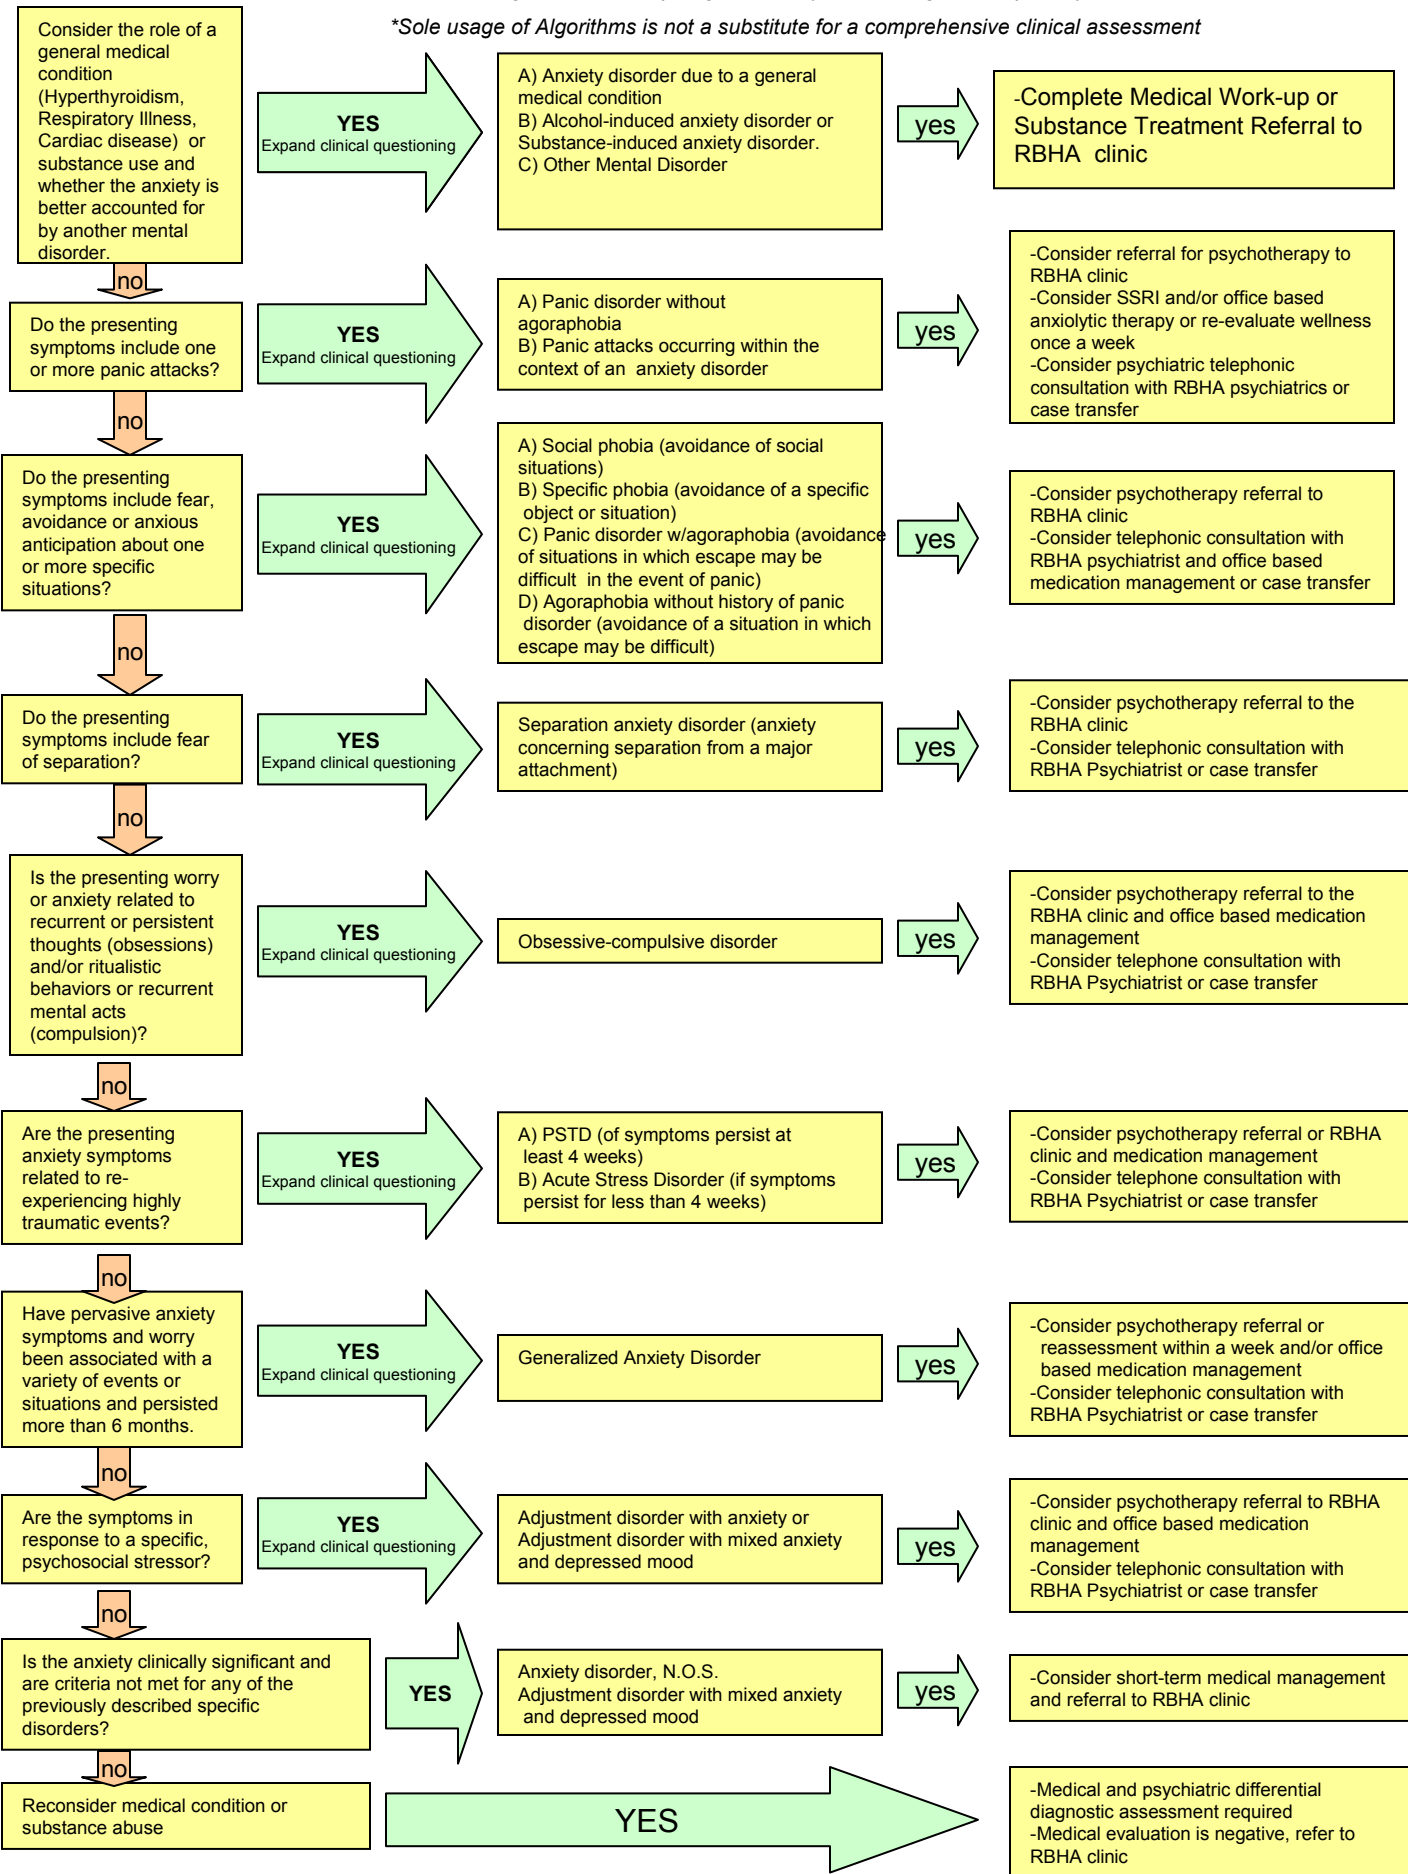 *Sole usage of Algorithms is not a substitute for a comprehensive clinical assessment
Consider the role of a
general medical
condition
(Hyperthyroidism,
Respiratory Illness,
Cardiac disease) or
substance use and
whether the anxiety is
better accounted for
by another mental
disorder.
YES
Expand clinical questioning
A) Anxiety disorder due to a general
medical condition
B) Alcohol-induced anxiety disorder or
Substance-induced anxiety disorder.
C) Other Mental Disorder
yes
-Complete Medical Work-up or
Substance Treatment Referral to
RBHA clinic
no
Do the presenting
symptoms include one
or more panic attacks?
YES
Expand clinical questioning
A) Panic disorder without
agoraphobia
B) Panic attacks occurring within the
context of an anxiety disorder
yes
-Consider referral for psychotherapy to
RBHA clinic
-Consider SSRI and/or office based
anxiolytic therapy or re-evaluate wellness
once a week
-Consider psychiatric telephonic
consultation with RBHA psychiatrics or
case transfer
no
Do the presenting
symptoms include fear,
avoidance or anxious
anticipation about one
or more specific
situations?
YES
Expand clinical questioning
A) Social phobia (avoidance of social
situations)
B) Specific phobia (avoidance of a specific
object or situation)
C) Panic disorder w/agoraphobia (avoidance
of situations in which escape may be
difficult in the event of panic)
D) Agoraphobia without history of panic
disorder (avoidance of a situation in which
escape may be difficult)
yes
-Consider psychotherapy referral to
RBHA clinic
-Consider telephonic consultation with
RBHA psychiatrist and office based
medication management or case transfer
no
Do the presenting
symptoms include fear
of separation?
YES
Expand clinical questioning
Separation anxiety disorder (anxiety
concerning separation from a major
attachment)
yes
-Consider psychotherapy referral to the
RBHA clinic
-Consider telephonic consultation with
RBHA Psychiatrist or case transfer
no
Is the presenting worry
or anxiety related to
recurrent or persistent
thoughts (obsessions)
and/or ritualistic
behaviors or recurrent
mental acts
(compulsion)?
YES
Expand clinical questioning
Obsessive-compulsive disorder
yes
-Consider psychotherapy referral to the
RBHA clinic and office based medication
management
-Consider telephone consultation with
RBHA Psychiatrist or case transfer
no
Are the presenting
anxiety symptoms
related to re-
experiencing highly
traumatic events?
YES
Expand clinical questioning
A) PSTD (of symptoms persist at
least 4 weeks)
B) Acute Stress Disorder (if symptoms
persist for less than 4 weeks)
yes
-Consider psychotherapy referral or RBHA
clinic and medication management
-Consider telephone consultation with
RBHA Psychiatrist or case transfer
no
Have pervasive anxiety
symptoms and worry
been associated with a
variety of events or
situations and persisted
more than 6 months.
YES
Expand clinical questioning
Generalized Anxiety Disorder
yes
-Consider psychotherapy referral or
reassessment within a week and/or office
based medication management
-Consider telephonic consultation with
RBHA Psychiatrist or case transfer
no
Are the symptoms in
response to a specific,
psychosocial stressor?
YES
Expand clinical questioning
Adjustment disorder with anxiety or
Adjustment disorder with mixed anxiety
and depressed mood
yes
-Consider psychotherapy referral to RBHA
clinic and office based medication
management
-Consider telephonic consultation with
RBHA Psychiatrist or case transfer
no
Is the anxiety clinically significant and
are criteria not met for any of the
previously described specific
disorders?
YES
Anxiety disorder, N.O.S.
Adjustment disorder with mixed anxiety
and depressed mood
yes
-Consider short-term medical management
and referral to RBHA clinic
no
Reconsider medical condition or
substance abuse
YES
-Medical and psychiatric differential
diagnostic assessment required
-Medical evaluation is negative, refer to
RBHA clinic